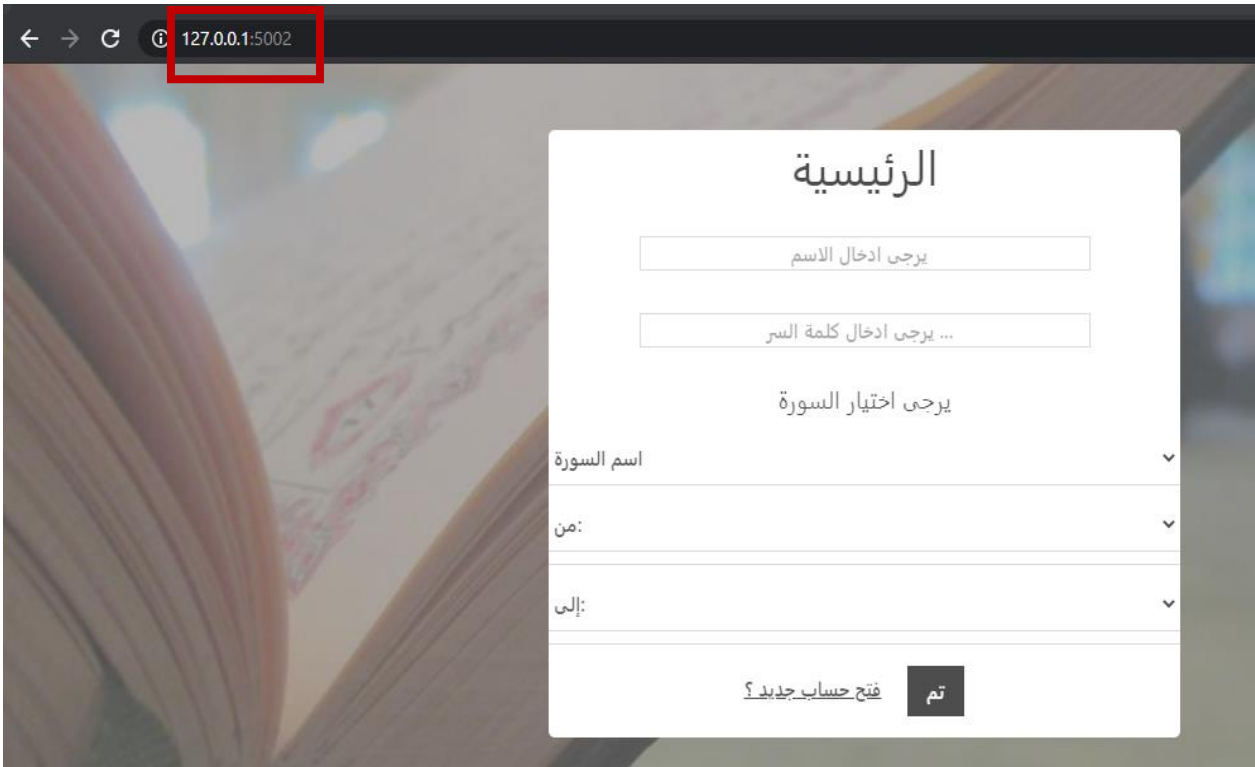 127.0.0.1:5002
الرئيسية
يرجى ادخال الاسم
... يرجى ادخال كلمة السر
يرجى اختيار السورة
اسم السورة
من:
إلى:
تم
فتح حساب جديد ؟